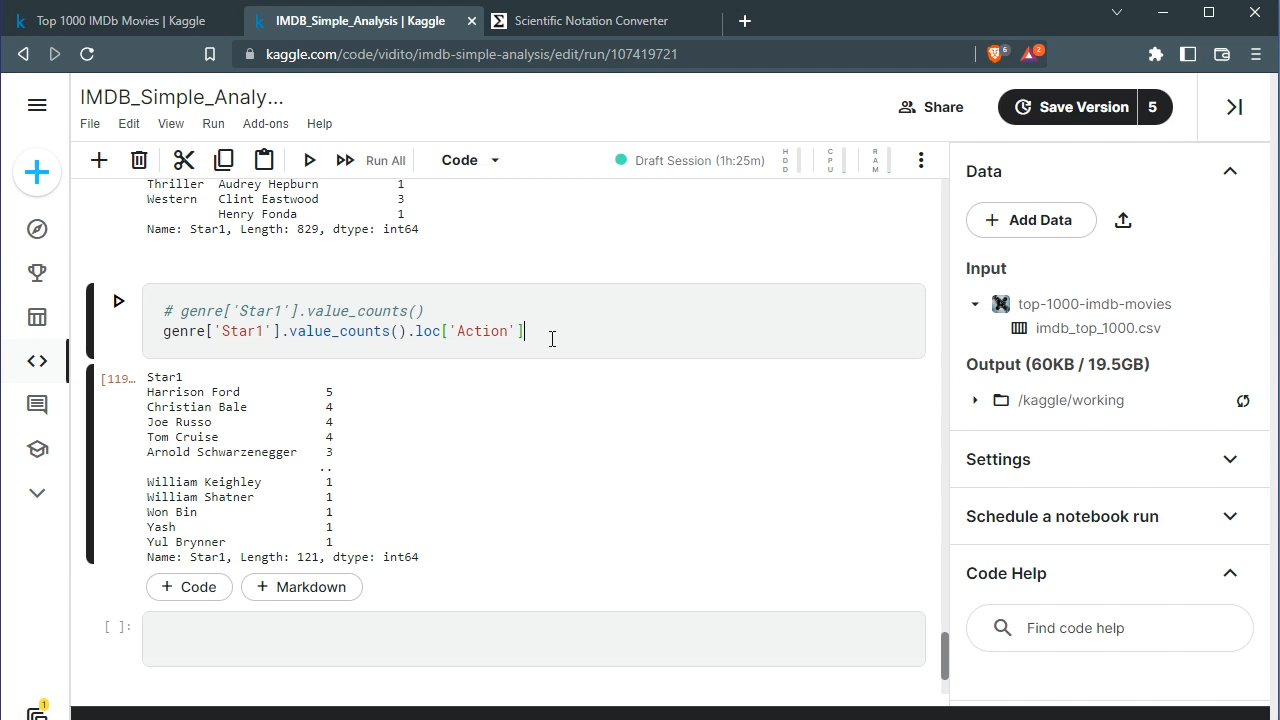 Top 1000 IMDb Movies | Kaggle
IMDB_Simple_Analysis | Kaggle
Scientific Notation Converter
kaggle.com/code/vidito/imdb-simple-analysis/edit/run/107419721
6
2
IMDB_Simple_Analy...
File Edit View Run Add-ons Help
Share
Save Version 5
Run All
Code
Draft Session (1h:25m)
HDD
CPU
RAM
Thriller Audrey Hepburn 1
Western Clint Eastwood 3
Henry Fonda 1
Name: Star1, Length: 829, dtype: int64
# genre['Star1'].value_counts()
genre['Star1'].value_counts().loc['Action']
[119... Star1
Harrison Ford 5
Christian Bale 4
Joe Russo 4
Tom Cruise 4
Arnold Schwarzenegger 3
..
William Keighley 1
William Shatner 1
Won Bin 1
Yash 1
Yul Brynner 1
Name: Star1, Length: 121, dtype: int64
+ Code + Markdown
[ ]:
Data
Add Data
Input
top-1000-imdb-movies
imdb_top_1000.csv
Output (60KB / 19.5GB)
/kaggle/working
Settings
Schedule a notebook run
Code Help
Find code help
1